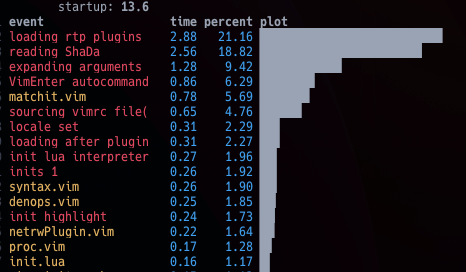 startup: 13.6
event time percent plot
loading rtp plugins 2.88 21.16
reading ShaDa 2.56 18.82
expanding arguments 1.28 9.42
VimEnter autocommand 0.86 6.29
matchit.vim 0.78 5.69
sourcing vimrc file( 0.65 4.76
locale set 0.31 2.29
loading after plugin 0.31 2.27
init lua interpreter 0.27 1.96
inits 1 0.26 1.92
syntax.vim 0.26 1.90
denops.vim 0.25 1.85
init highlight 0.24 1.73
netrwPlugin.vim 0.22 1.64
proc.vim 0.17 1.28
init.lua 0.16 1.17